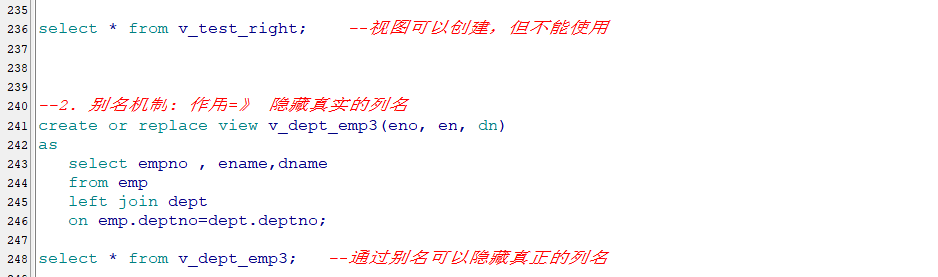 235
236 select * from v_test_right; --视图可以创建，但不能使用
237
238
239
240 --2. 别名机制：作用=》 隐藏真实的列名
241 create or replace view v_dept_emp3(eno, en, dn)
242 as
243 select empno , ename,dname
244 from emp
245 left join dept
246 on emp.deptno=dept.deptno;
247
248 select * from v_dept_emp3; --通过别名可以隐藏真正的列名